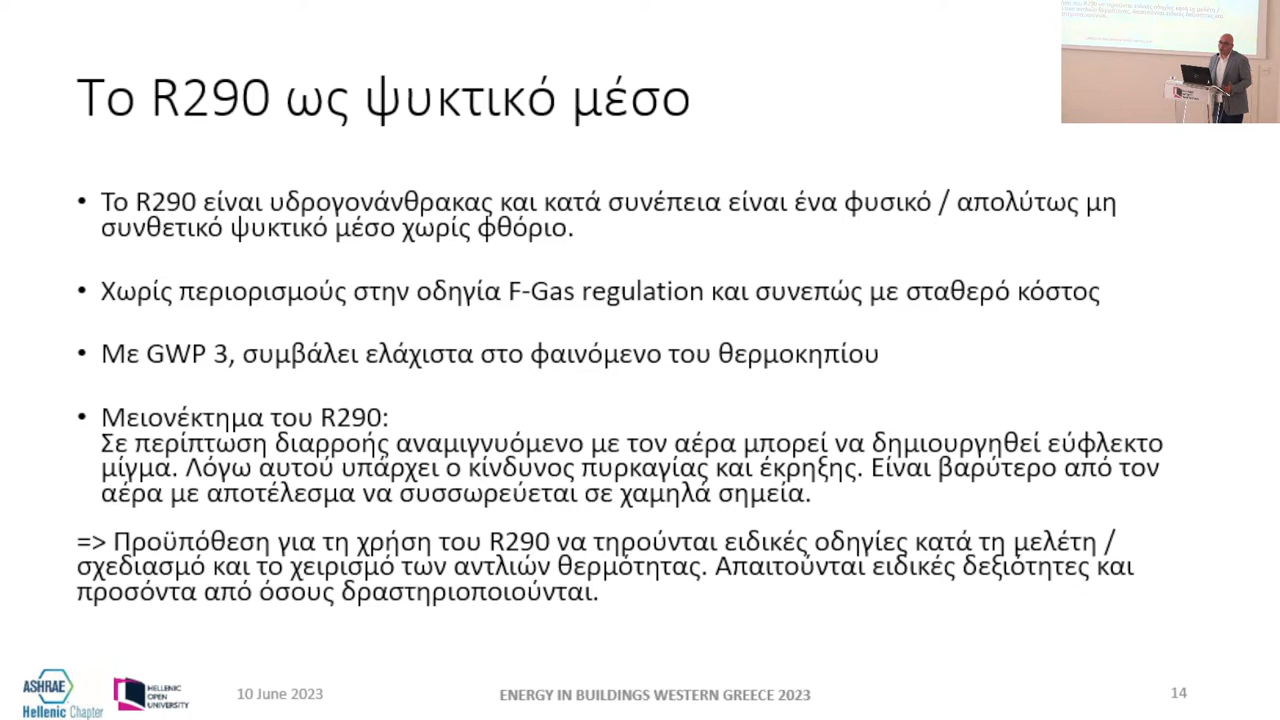 Το R290 ως ψυκτικό μέσο
• Το R290 είναι υδρογονάνθρακας και κατά συνέπεια είναι ένα φυσικό / απολύτως μη
συνθετικό ψυκτικό μέσο χωρίς φθόριο.
• Χωρίς περιορισμούς στην οδηγία F-Gas regulation και συνεπώς με σταθερό κόστος
• Με GWP 3, συμβάλει ελάχιστα στο φαινόμενο του θερμοκηπίου
• Μειονέκτημα του R290:
Σε περίπτωση διαρροής αναμιγνυόμενο με τον αέρα μπορεί να δημιουργηθεί εύφλεκτο
μίγμα. Λόγω αυτού υπάρχει ο κίνδυνος πυρκαγίας και έκρηξης. Είναι βαρύτερο από τον
αέρα με αποτέλεσμα να συσσωρεύεται σε χαμηλά σημεία.
=> Προϋπόθεση για τη χρήση του R290 να τηρούνται ειδικές οδηγίες κατά τη μελέτη /
σχεδιασμό και το χειρισμό των αντλιών θερμότητας. Απαιτούνται ειδικές δεξιότητες και
προσόντα από όσους δραστηριοποιούνται.
ASHRAE
Hellenic Chapter
HELLENIC
OPEN
UNIVERSITY
10 June 2023
ENERGY IN BUILDINGS WESTERN GREECE 2023
14